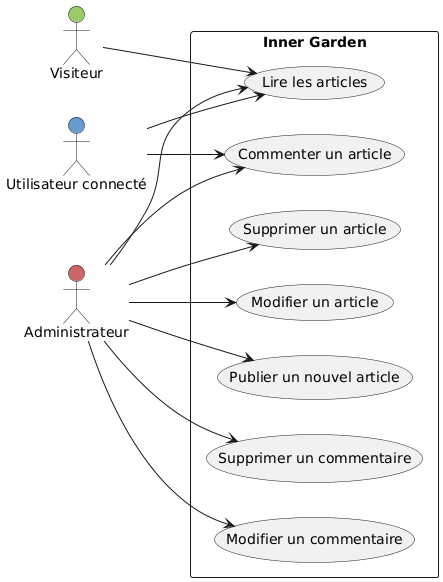 Inner Garden
Visiteur
Lire les articles
Utilisateur connecté
Commenter un article
Supprimer un article
Modifier un article
Administrateur
Publier un nouvel article
Supprimer un commentaire
Modifier un commentaire